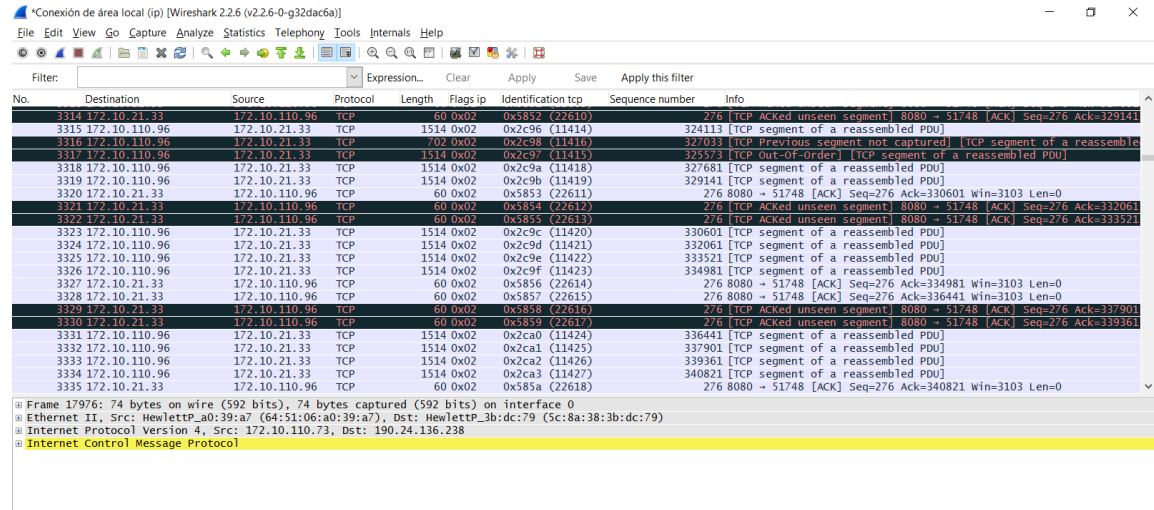 *Conexión de área local (ip) [Wireshark 2.2.6 (v2.2.6-0-g32dac6a)]
File Edit View Go Capture Analyze Statistics Telephony Tools Internals Help
Filter: Expression... Clear Apply Save Apply this filter
No. Destination Source Protocol Length Flags ip Identification tcp Sequence number Info
3314 172.10.21.33 172.10.110.96 TCP 60 0x02 0x5852 (22610) 276 [TCP ACKed unseen segment] 8080 → 51748 [ACK] Seq=276 Ack=329141
3315 172.10.110.96 172.10.21.33 TCP 1514 0x02 0x2c96 (11414) 324113 [TCP segment of a reassembled PDU]
3316 172.10.110.96 172.10.21.33 TCP 702 0x02 0x2c98 (11416) 327033 [TCP Previous segment not captured] [TCP segment of a reassemble
3317 172.10.110.96 172.10.21.33 TCP 1514 0x02 0x2c97 (11415) 325573 [TCP Out-Of-Order] [TCP segment of a reassembled PDU]
3318 172.10.110.96 172.10.21.33 TCP 1514 0x02 0x2c9a (11418) 327681 [TCP segment of a reassembled PDU]
3319 172.10.110.96 172.10.21.33 TCP 1514 0x02 0x2c9b (11419) 329141 [TCP segment of a reassembled PDU]
3320 172.10.21.33 172.10.110.96 TCP 60 0x02 0x5853 (22611) 276 8080 → 51748 [ACK] Seq=276 Ack=330601 Win=3103 Len=0
3321 172.10.21.33 172.10.110.96 TCP 60 0x02 0x5854 (22612) 276 [TCP ACKed unseen segment] 8080 → 51748 [ACK] Seq=276 Ack=332061
3322 172.10.21.33 172.10.110.96 TCP 60 0x02 0x5855 (22613) 276 [TCP ACKed unseen segment] 8080 → 51748 [ACK] Seq=276 Ack=333521
3323 172.10.110.96 172.10.21.33 TCP 1514 0x02 0x2c9c (11420) 330601 [TCP segment of a reassembled PDU]
3324 172.10.110.96 172.10.21.33 TCP 1514 0x02 0x2c9d (11421) 332061 [TCP segment of a reassembled PDU]
3325 172.10.110.96 172.10.21.33 TCP 1514 0x02 0x2c9e (11422) 333521 [TCP segment of a reassembled PDU]
3326 172.10.110.96 172.10.21.33 TCP 1514 0x02 0x2c9f (11423) 334981 [TCP segment of a reassembled PDU]
3327 172.10.21.33 172.10.110.96 TCP 60 0x02 0x5856 (22614) 276 8080 → 51748 [ACK] Seq=276 Ack=334981 Win=3103 Len=0
3328 172.10.21.33 172.10.110.96 TCP 60 0x02 0x5857 (22615) 276 8080 → 51748 [ACK] Seq=276 Ack=336441 Win=3103 Len=0
3329 172.10.21.33 172.10.110.96 TCP 60 0x02 0x5858 (22616) 276 [TCP ACKed unseen segment] 8080 → 51748 [ACK] Seq=276 Ack=337901
3330 172.10.21.33 172.10.110.96 TCP 60 0x02 0x5859 (22617) 276 [TCP ACKed unseen segment] 8080 → 51748 [ACK] Seq=276 Ack=339361
3331 172.10.110.96 172.10.21.33 TCP 1514 0x02 0x2ca0 (11424) 336441 [TCP segment of a reassembled PDU]
3332 172.10.110.96 172.10.21.33 TCP 1514 0x02 0x2ca1 (11425) 337901 [TCP segment of a reassembled PDU]
3333 172.10.110.96 172.10.21.33 TCP 1514 0x02 0x2ca2 (11426) 339361 [TCP segment of a reassembled PDU]
3334 172.10.110.96 172.10.21.33 TCP 1514 0x02 0x2ca3 (11427) 340821 [TCP segment of a reassembled PDU]
3335 172.10.21.33 172.10.110.96 TCP 60 0x02 0x585a (22618) 276 8080 → 51748 [ACK] Seq=276 Ack=340821 Win=3103 Len=0
Frame 17976: 74 bytes on wire (592 bits), 74 bytes captured (592 bits) on interface 0
Ethernet II, Src: HewlettP_a0:39:a7 (64:51:06:a0:39:a7), Dst: HewlettP_3b:dc:79 (5c:8a:38:3b:dc:79)
Internet Protocol Version 4, Src: 172.10.110.73, Dst: 190.24.136.238
Internet Control Message Protocol